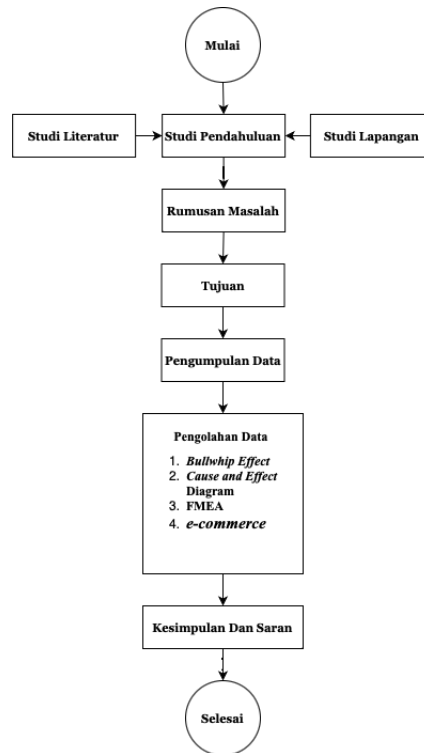 Mulai
Studi Literatur
Studi Pendahuluan
Studi Lapangan
Rumusan Masalah
Tujuan
Pengumpulan Data
Pengolahan Data
1. Bullwhip Effect
2. Cause and Effect
Diagram
3. FMEA
4. e-commerce
Kesimpulan Dan Saran
Selesai